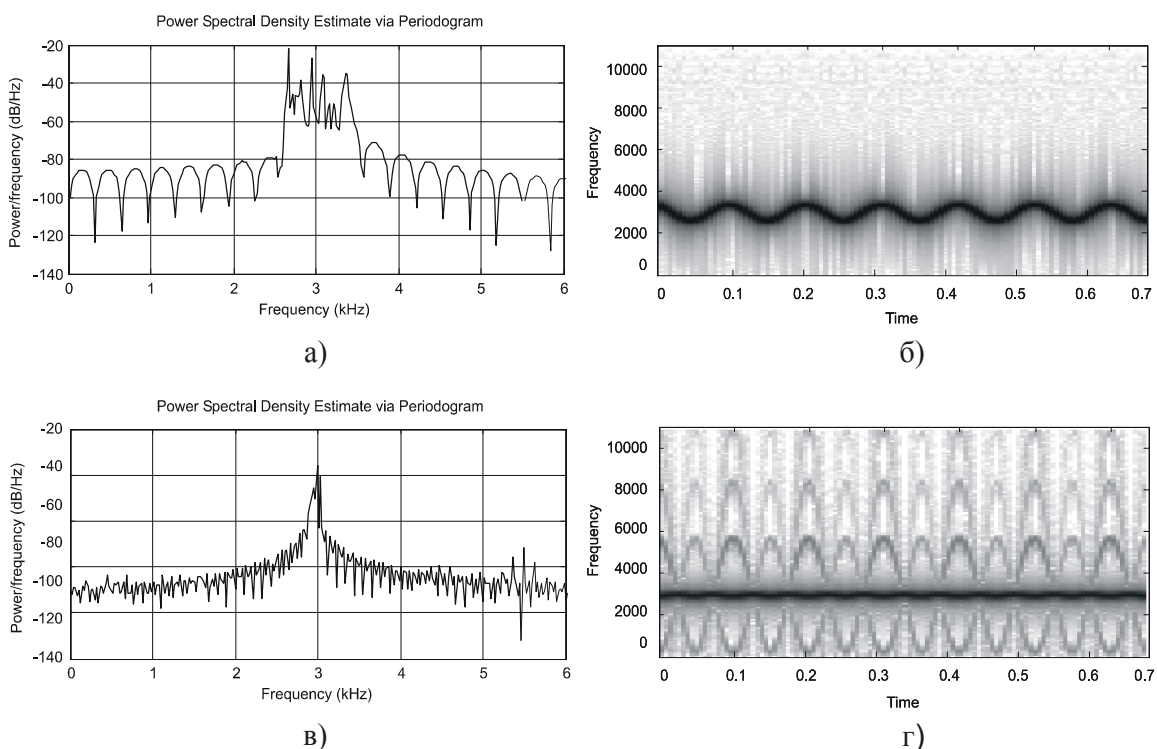 Power Spectral Density Estimate via Periodogram
Power/frequency (dB/Hz)
-20
-40
-60
-80
-100
-120
-140
0 1 2 3 4 5 6
Frequency (kHz)
а)
Frequency
10000
8000
6000
4000
2000
0
0 0.1 0.2 0.3 0.4 0.5 0.6 0.7
Time
б)
Power Spectral Density Estimate via Periodogram
Power/frequency (dB/Hz)
-20
-40
-60
-80
-100
-120
-140
0 1 2 3 4 5 6
Frequency (kHz)
в)
Frequency
10000
8000
6000
4000
2000
0
0 0.1 0.2 0.3 0.4 0.5 0.6 0.7
Time
г)